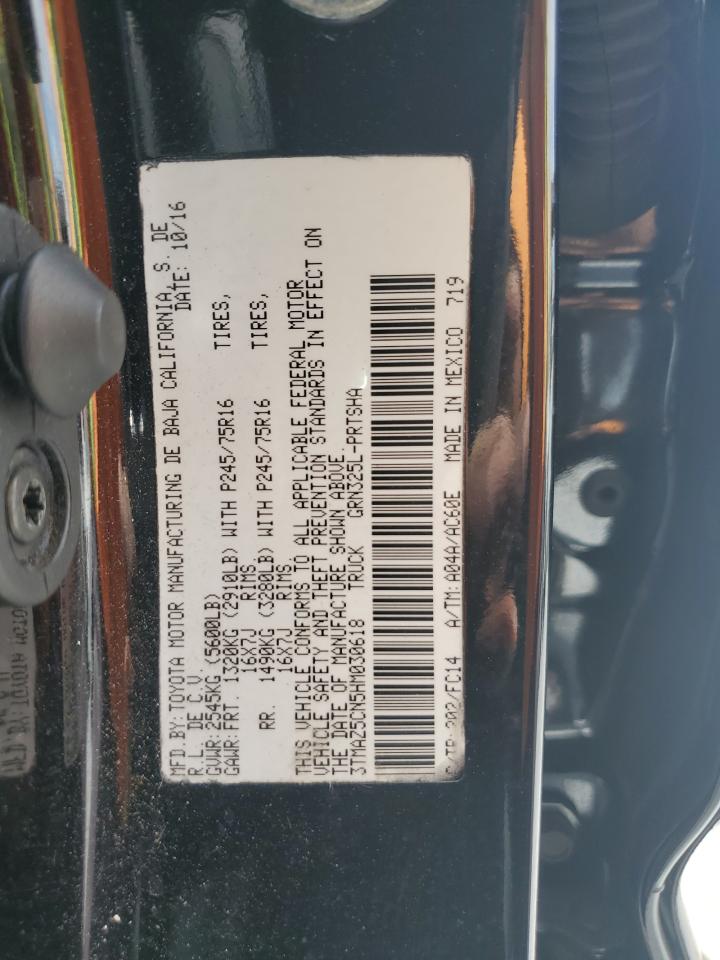 MFD.BY:TOYOTA MOTOR MANUFACTURING DE BAJA CALIFORNIA, S. DE
R.L. DE C.V. DATE: 10/16
GVWR:2545KG (5600LB)
GAWR:FRT. 1320KG (2910LB) WITH P245/75R16 TIRES,
16X7J RIMS,
RR. 1490KG (3280LB) WITH P245/75R16 TIRES,
16X7J RIMS,
THIS VEHICLE CONFORMS TO ALL APPLICABLE FEDERAL MOTOR
VEHICLE SAFETY AND THEFT PREVENTION STANDARDS IN EFFECT ON
THE DATE OF MANUFACTURE SHOWN ABOVE.
3TMAZ5CN5HM030618 TRUCK GRN325L-PRTSHA
C/TR:202/FC14 A/TM:A04A/AC60E MADE IN MEXICO 719